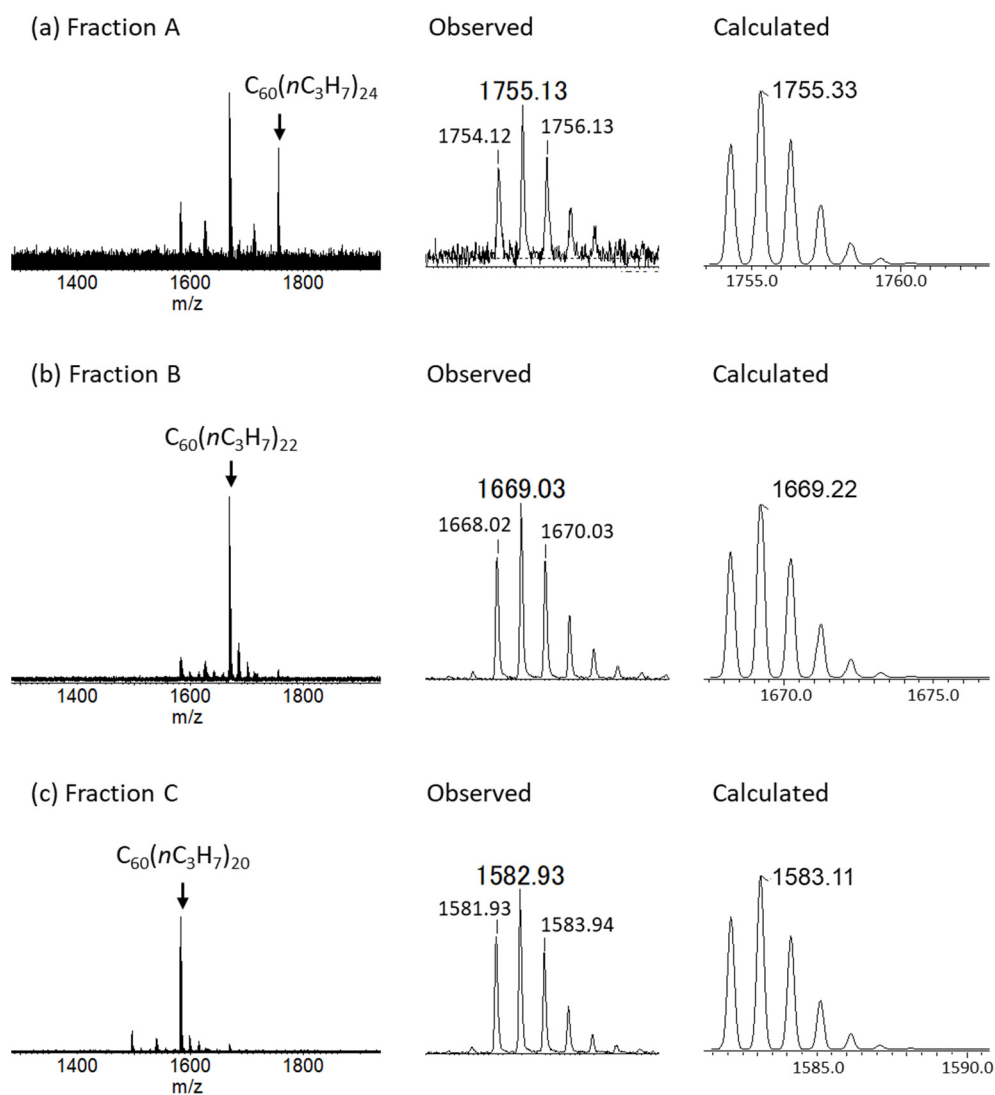 (a) Fraction A
Observed
Calculated
C60(nC3H7)24
1755.13
1754.12
1756.13
1755.33
1400
1600
1800
m/z
1755.0
1760.0
(b) Fraction B
Observed
Calculated
C60(nC3H7)22
1669.03
1668.02
1670.03
1669.22
1400
1600
1800
m/z
1670.0
1675.0
(c) Fraction C
Observed
Calculated
C60(nC3H7)20
1582.93
1581.93
1583.94
1583.11
1400
1600
1800
m/z
1585.0
1590.0